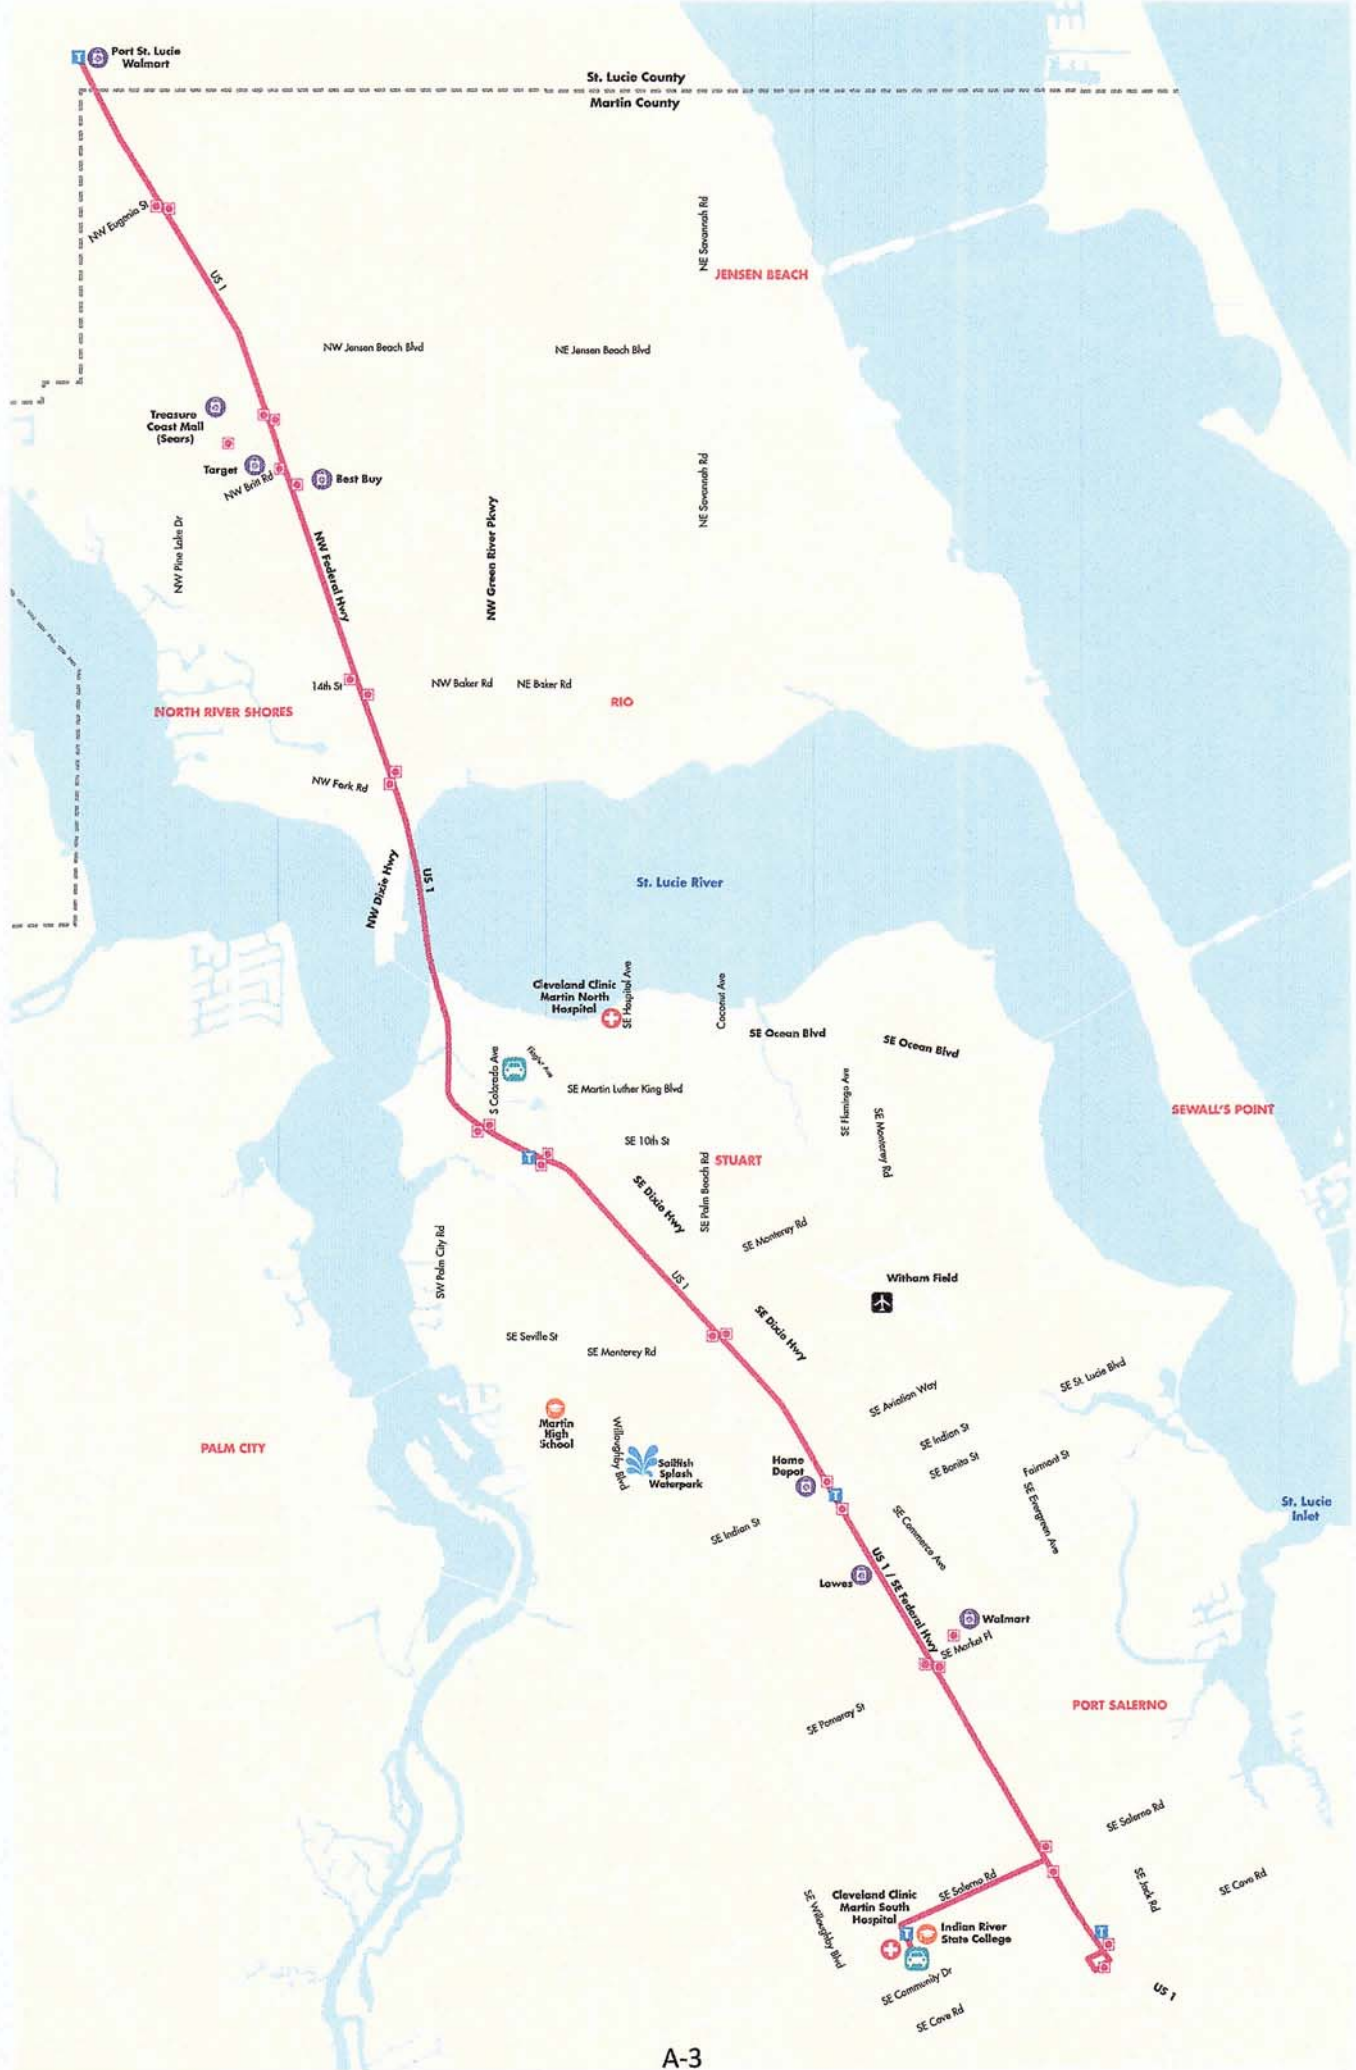 T
Port St. Lucie
Walmart
St. Lucie County
Martin County
NW Eugenia St
NE Savannah Rd
JENSEN BEACH
US 1
NW Jensen Beach Blvd
NE Jensen Beach Blvd
Treasure
Coast Mall
(Sears)
Target
NW Britt Rd
Best Buy
NE Savannah Rd
NW Pine Lake Dr
NW Federal Hwy
NW Green River Pkwy
14th St
NW Baker Rd
NE Baker Rd
NORTH RIVER SHORES
RIO
NW Fork Rd
NW Dixie Hwy
US 1
St. Lucie River
Cleveland Clinic
Martin North
Hospital
SE Hospital Ave
Coconut Ave
SE Ocean Blvd
SE Ocean Blvd
S Colorado Ave
Flagler Ave
SE Martin Luther King Blvd
SE Flamingo Ave
SE Monterey Rd
SEWALL'S POINT
SE 10th St
T
STUART
SE Palm Beach Rd
SE Dixie Hwy
SE Monterey Rd
SW Palm City Rd
US 1
Witham Field
SE Dixie Hwy
SE Seville St
SE Monterey Rd
SE St. Lucie Blvd
SE Aviation Way
Martin
High
School
Willoughby Blvd
SE Indian St
PALM CITY
Sailfish
Splash
Waterpark
Home
Depot
SE Bonita St
Fairmont St
T
SE Evergreen Ave
St. Lucie
Inlet
SE Indian St
SE Commerce Ave
US 1 / SE Federal Hwy
Lowes
Walmart
SE Market Pl
PORT SALERNO
SE Pomeroy St
SE Salerno Rd
SE Salerno Rd
SE Jack Rd
SE Cove Rd
SE Willoughby Blvd
Cleveland Clinic
Martin South
Hospital
T
Indian River
State College
T
SE Community Dr
US 1
SE Cove Rd
A-3